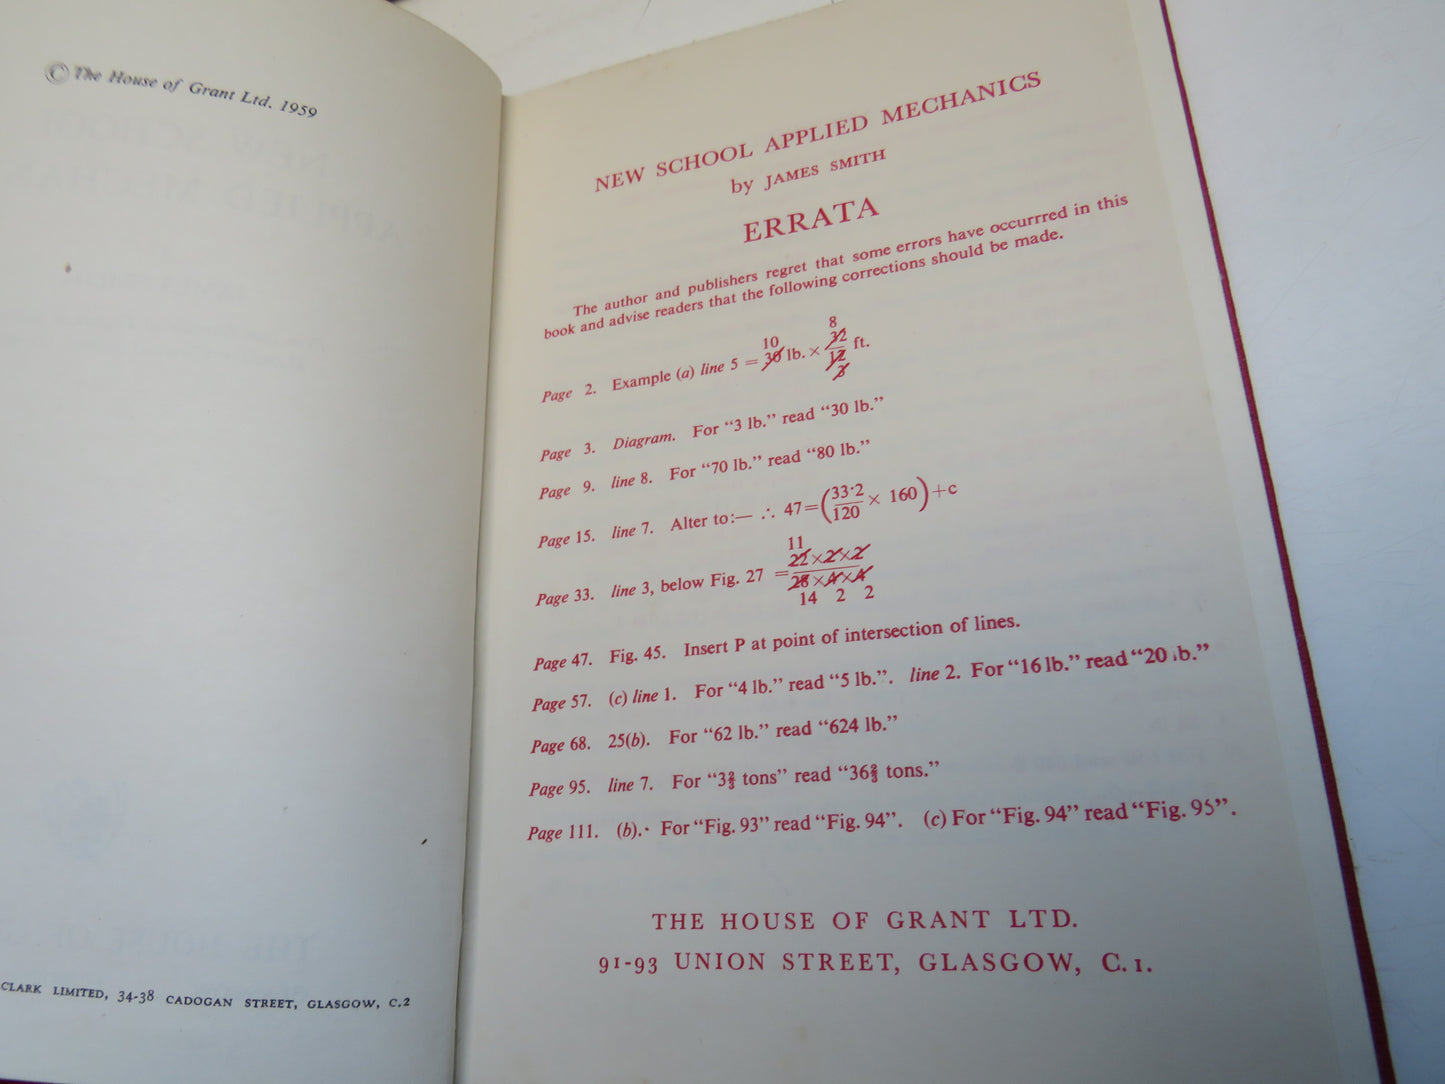 © The House of Grant Ltd. 1959
CLARK LIMITED, 34-38 CADOGAN STREET, GLASGOW, C.2
NEW SCHOOL APPLIED MECHANICS
by JAMES SMITH
ERRATA
The author and publishers regret that some errors have occurrred in this
book and advise readers that the following corrections should be made.
10 8
Page 2. Example (a) line 5 = 30 lb. × 32/12 ft.
3
Page 3. Diagram. For “3 lb.” read “30 lb.”
Page 9. line 8. For “70 lb.” read “80 lb.”
Page 15. line 7. Alter to:— ∴ 47=(33·2/120 × 160)+c
11
Page 33. line 3, below Fig. 27 = 22×2×2/28×4×4
14 2 2
Page 47. Fig. 45. Insert P at point of intersection of lines.
Page 57. (c) line 1. For “4 lb.” read “5 lb.”. line 2. For “16 lb.” read “20 lb.”
Page 68. 25(b). For “62 lb.” read “624 lb.”
Page 95. line 7. For “3⅔ tons” read “36⅔ tons.”
Page 111. (b).· For “Fig. 93” read “Fig. 94”. (c) For “Fig. 94” read “Fig. 95”.
THE HOUSE OF GRANT LTD.
91-93 UNION STREET, GLASGOW, C.1.